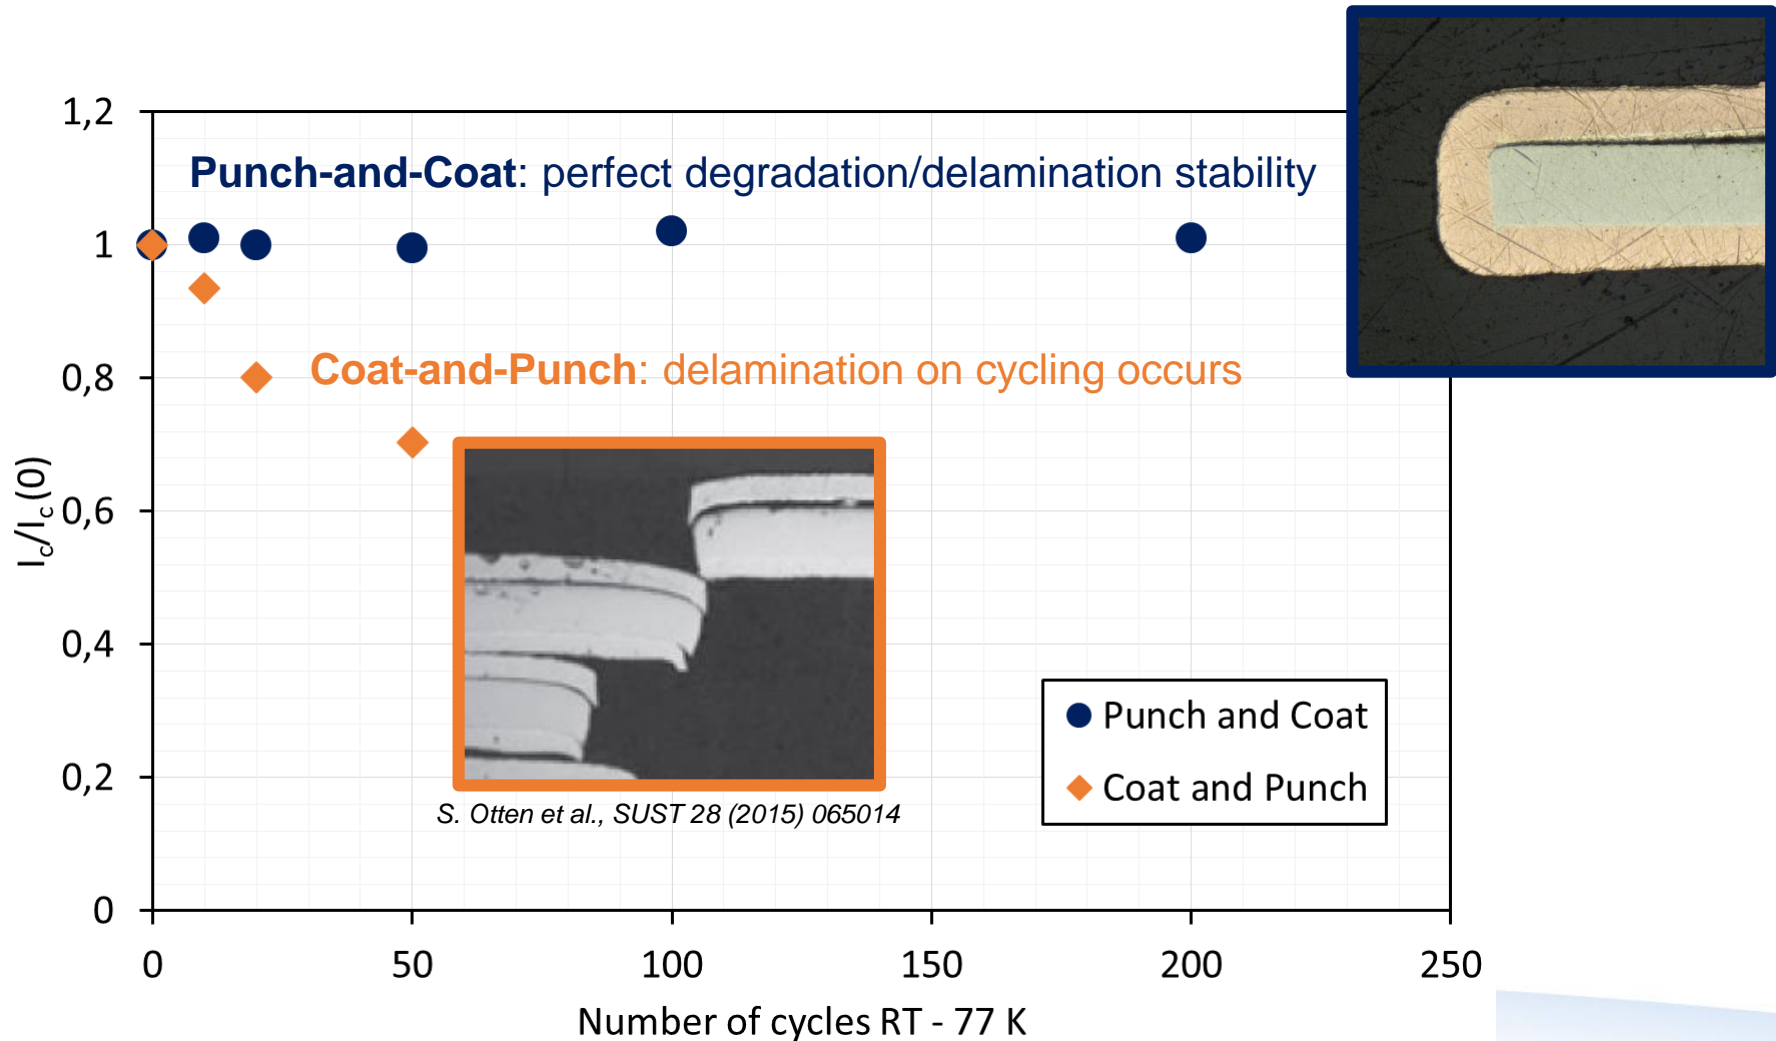 1,2
Punch-and-Coat: perfect degradation/delamination stability
1
0,8
Coat-and-Punch: delamination on cycling occurs
Ic/Ic(0)
0,6
0,4
0,2
0
Punch and Coat
Coat and Punch
S. Otten et al., SUST 28 (2015) 065014
0 50 100 150 200 250
Number of cycles RT - 77 K